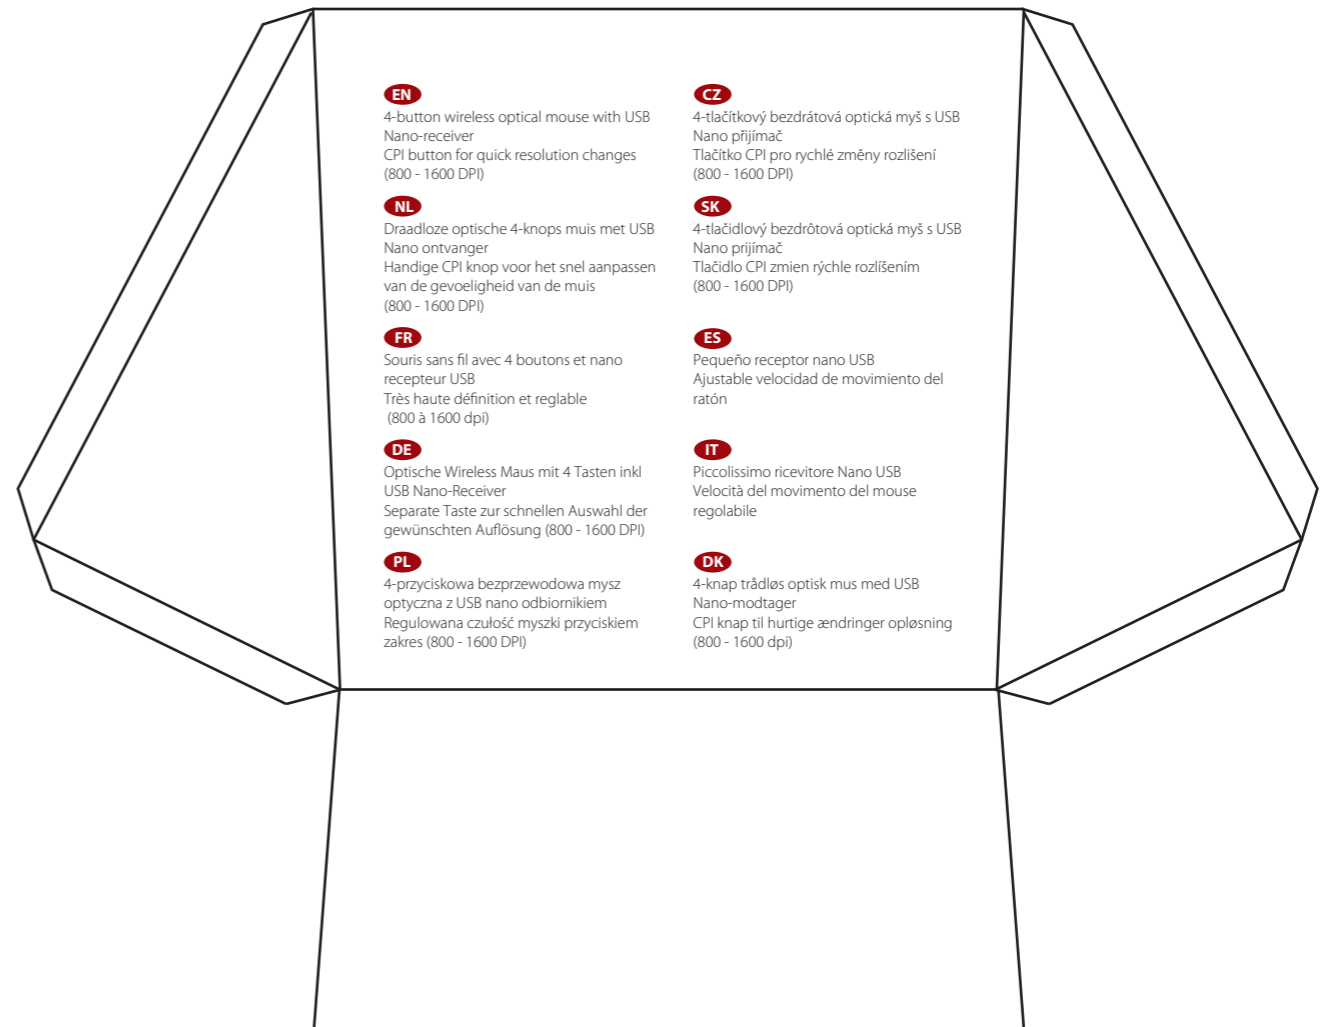 EN
4-button wireless optical mouse with USB
Nano-receiver
CPI button for quick resolution changes
(800 - 1600 DPI)
NL
Draadloze optische 4-knops muis met USB
Nano ontvanger
Handige CPI knop voor het snel aanpassen
van de gevoeligheid van de muis
(800 - 1600 DPI)
FR
Souris sans fil avec 4 boutons et nano
recepteur USB
Très haute définition et reglable
(800 à 1600 dpi)
DE
Optische Wireless Maus mit 4 Tasten inkl
USB Nano-Receiver
Separate Taste zur schnellen Auswahl der
gewünschten Auflösung (800 - 1600 DPI)
PL
4-przyciskowa bezprzewodowa mysz
optyczna z USB nano odbiornikiem
Regulowana czułość myszki przyciskiem
zakres (800 - 1600 DPI)
CZ
4-tlačítkový bezdrátová optická myš s USB
Nano přijímač
Tlačítko CPI pro rychlé změny rozlišení
(800 - 1600 DPI)
SK
4-tlačidlový bezdrôtová optická myš s USB
Nano prijímač
Tlačidlo CPI zmien rýchle rozlíšením
(800 - 1600 DPI)
ES
Pequeño receptor nano USB
Ajustable velocidad de movimiento del
ratón
IT
Piccolissimo ricevitore Nano USB
Velocità del movimento del mouse
regolabile
DK
4-knap trådløs optisk mus med USB
Nano-modtager
CPI knap til hurtige ændringer opløsning
(800 - 1600 dpi)